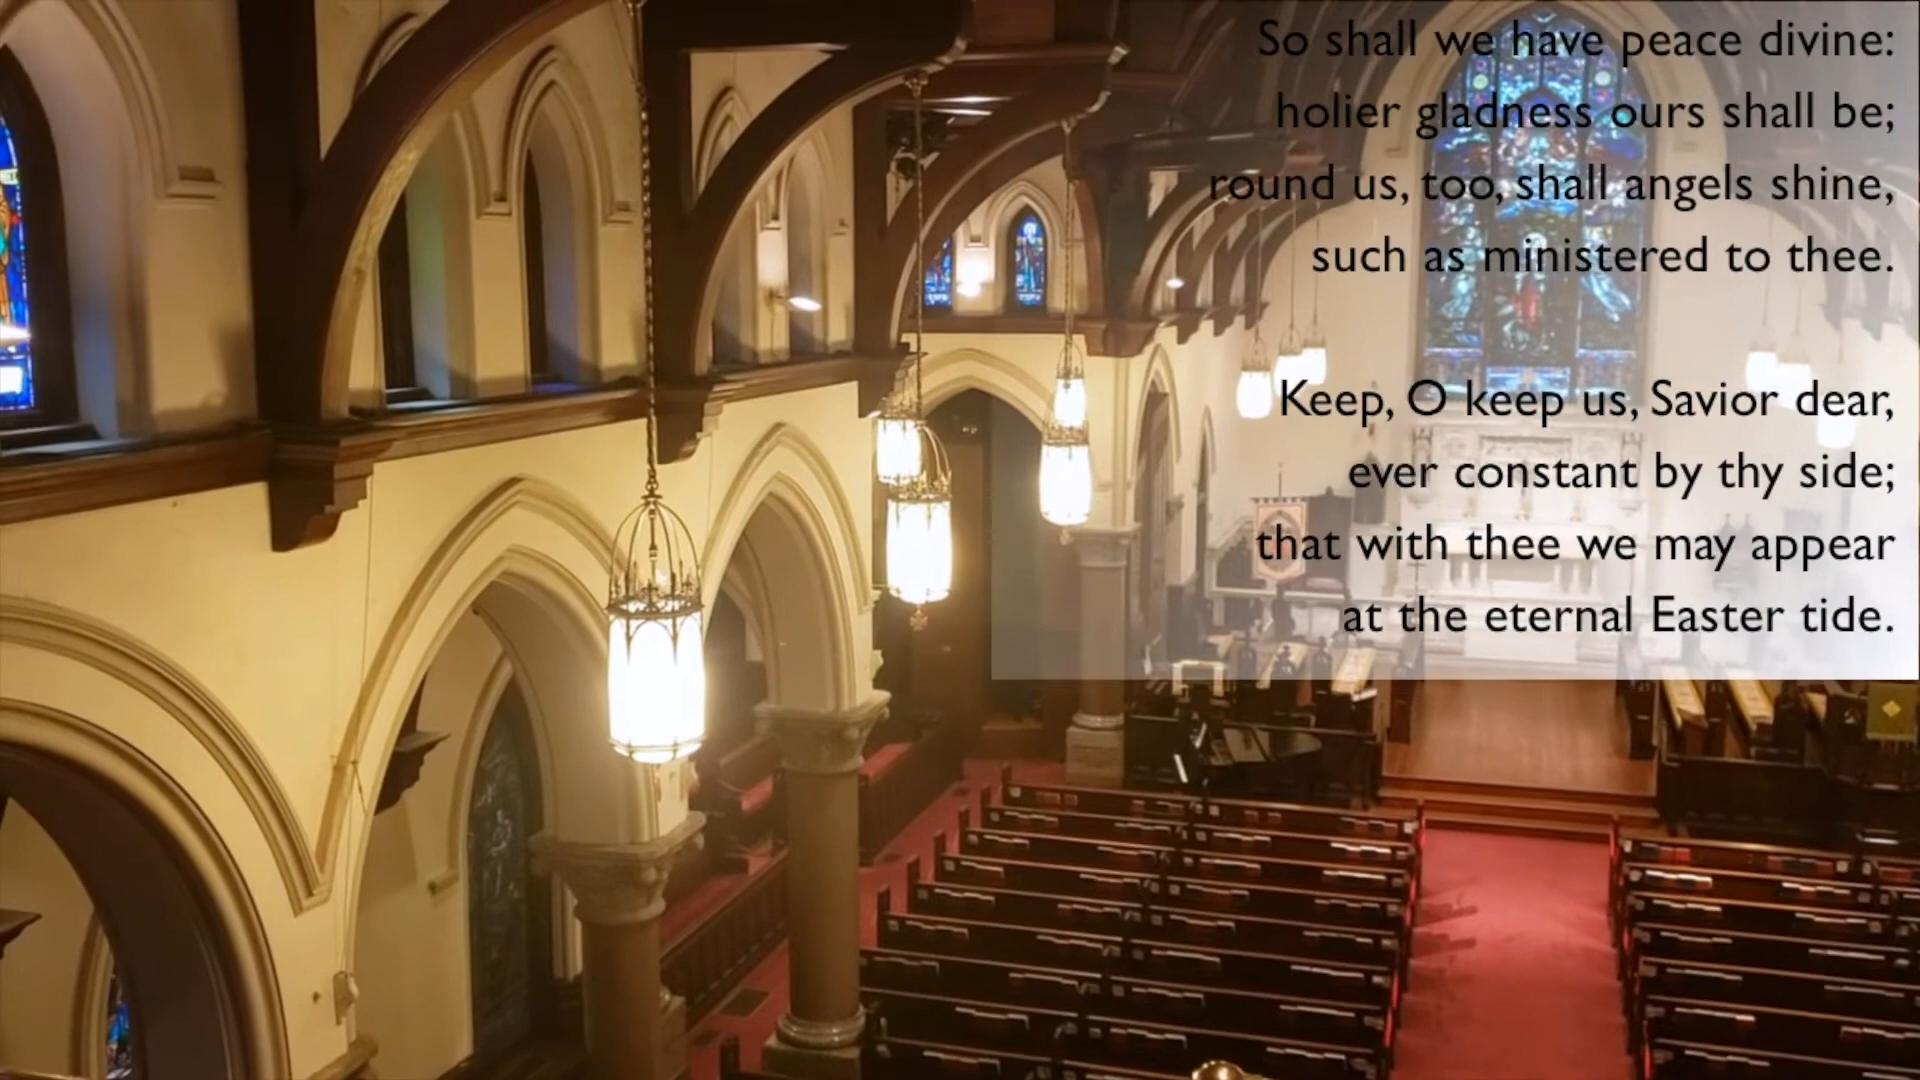 So shall we have peace divine:
holier gladness ours shall be;
round us, too, shall angels shine,
such as ministered to thee.
Keep, O keep us, Savior dear,
ever constant by thy side;
that with thee we may appear
at the eternal Easter tide.